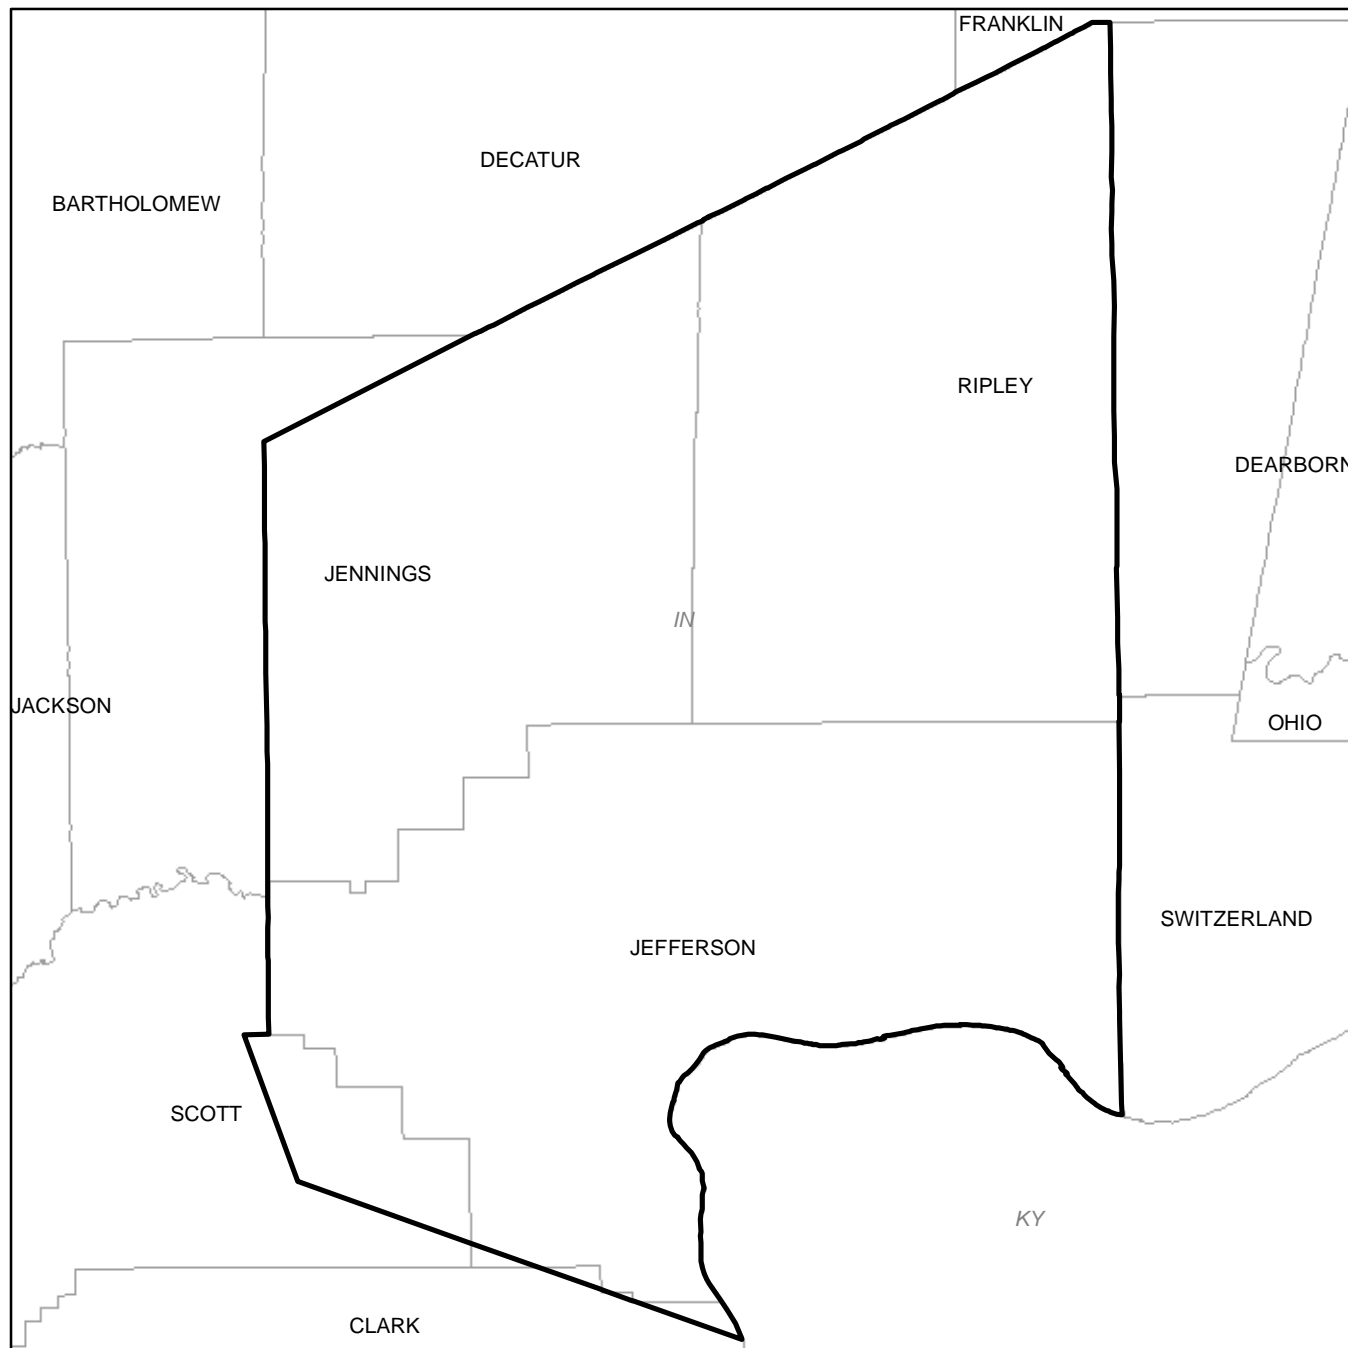 FRANKLIN
DECATUR
BARTHOLOMEW
RIPLEY
DEARBORN
JENNINGS
IN
JACKSON
OHIO
SWITZERLAND
JEFFERSON
SCOTT
KY
CLARK